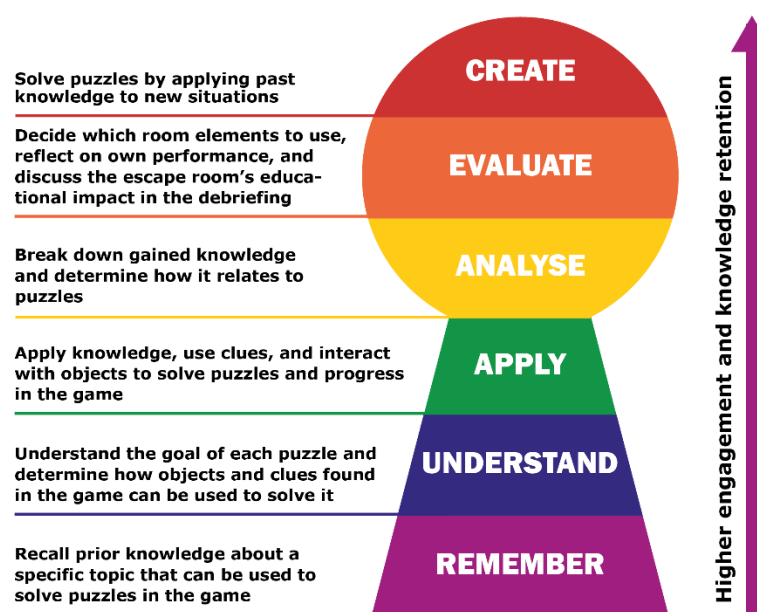 CREATE
Solve puzzles by applying past
knowledge to new situations
EVALUATE
Decide which room elements to use,
reflect on own performance, and
discuss the escape room's educa-
tional impact in the debriefing
ANALYSE
Break down gained knowledge
and determine how it relates to
puzzles
APPLY
Apply knowledge, use clues, and interact
with objects to solve puzzles and progress
in the game
UNDERSTAND
Understand the goal of each puzzle and
determine how objects and clues found
in the game can be used to solve it
REMEMBER
Recall prior knowledge about a
specific topic that can be used to
solve puzzles in the game
Higher engagement and knowledge retention